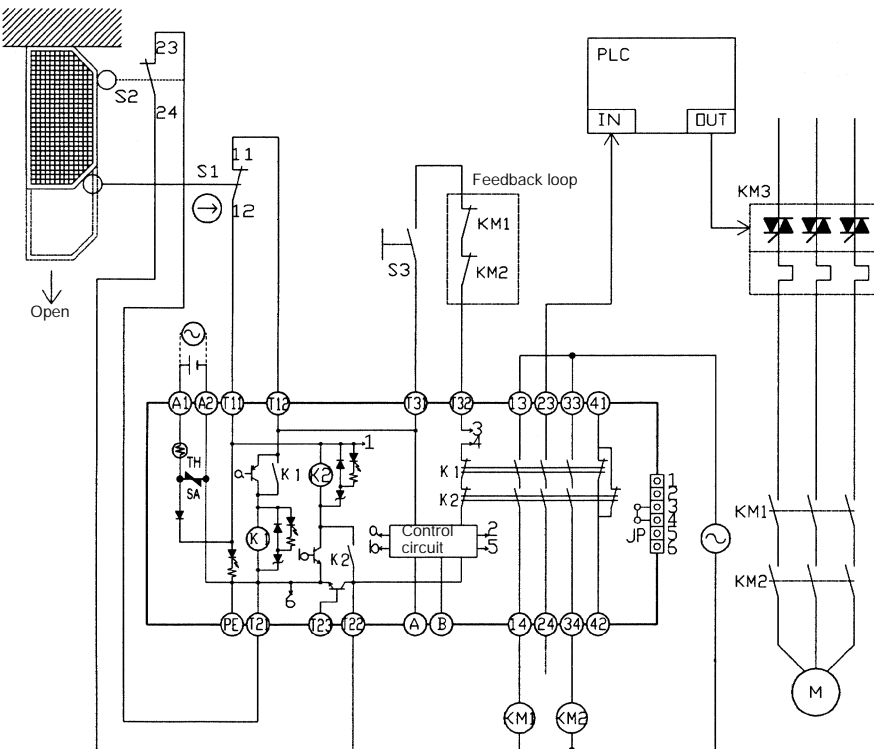 23
S2
24
Open
S1
11
12
S3
Feedback loop
KM1
KM2
PLC
IN
OUT
KM3
A1
A2
T11
T12
T31
T32
13
23
33
41
TH
SA
a
K1
K2
1
K1
b
K2
6
3
4
K1
K2
a
b
Control
circuit
2
5
JP
1
2
3
4
5
6
KM1
KM2
PE
T21
T23
T22
A
B
14
24
34
42
KM1
KM2
M